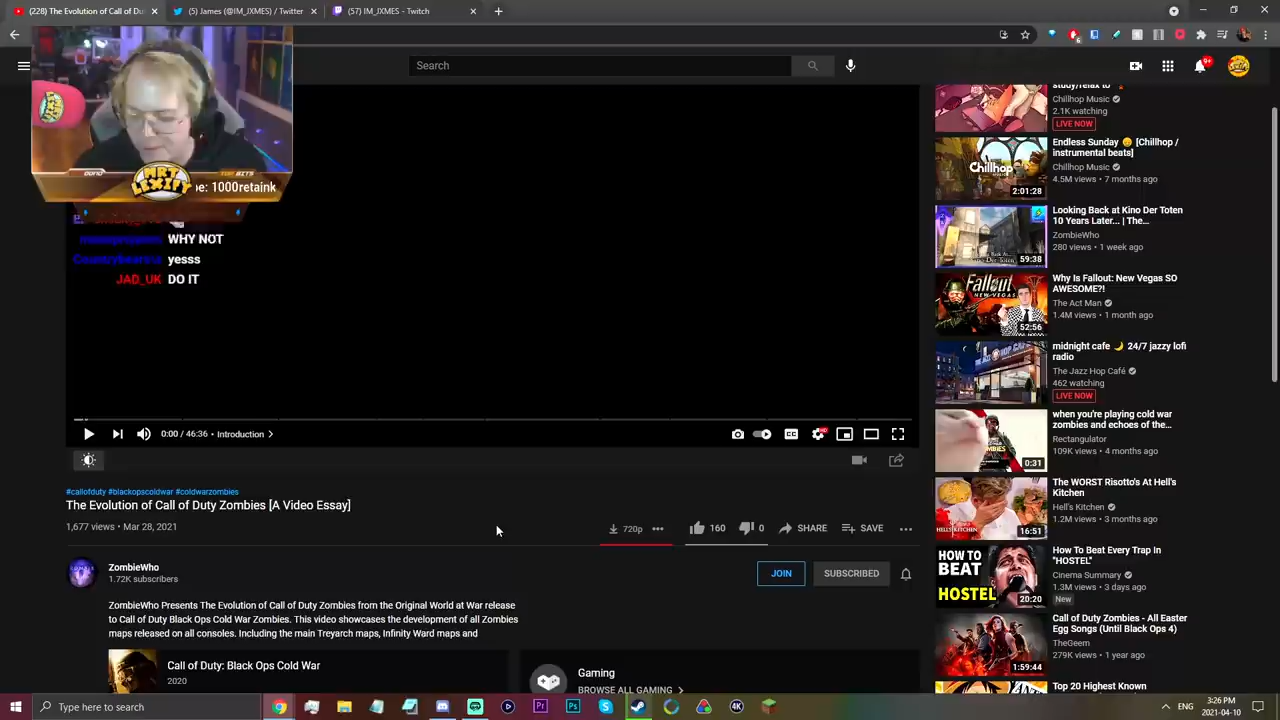 (228) The Evolution of Call of Du
(5) James (@IM_JXMES) / Twitter
(57) IM_JXMES - Twitch
Search
9+
MRT LEXIFY
pe: 1000retaink
WHY NOT
yesss
JAD_UK DO IT
0:00 / 46:36 • Introduction
#callofduty #blackopscoldwar #coldwarzombies
The Evolution of Call of Duty Zombies [A Video Essay]
1,677 views • Mar 28, 2021
720p
160
0
SHARE
SAVE
ZombieWho
1.72K subscribers
JOIN
SUBSCRIBED
ZombieWho Presents The Evolution of Call of Duty Zombies from the Original World at War release
to Call of Duty Black Ops Cold War Zombies. This video showcases the development of all Zombies
maps released on all consoles. Including the main Treyarch maps, Infinity Ward maps and
Call of Duty: Black Ops Cold War
2020
Gaming
BROWSE ALL GAMING
study/relax to
Chillhop Music
2.1K watching
LIVE NOW
Chillhop
2:01:28
Endless Sunday 😊 [Chillhop /
instrumental beats]
Chillhop Music
4.5M views • 7 months ago
59:38
Looking Back at Kino Der Toten
10 Years Later... | The...
ZombieWho
280 views • 1 week ago
Fallout
NEW VEGAS
52:56
Why Is Fallout: New Vegas SO
AWESOME?!
The Act Man
1.4M views • 1 month ago
midnight cafe 🌙 24/7 jazzy lofi
radio
The Jazz Hop Café
462 watching
LIVE NOW
0:31
when you're playing cold war
zombies and echoes of the...
Rectangulator
109K views • 4 months ago
16:51
The WORST Risotto's At Hell's
Kitchen
Hell's Kitchen
1.2M views • 3 months ago
HOW TO
BEAT
HOSTEL
20:20
How To Beat Every Trap In
"HOSTEL"
Cinema Summary
1.3M views • 3 days ago
New
1:59:44
Call of Duty Zombies - All Easter
Egg Songs (Until Black Ops 4)
TheGeem
279K views • 1 year ago
Top 20 Highest Known
Type here to search
ENG
3:26 PM
2021-04-10